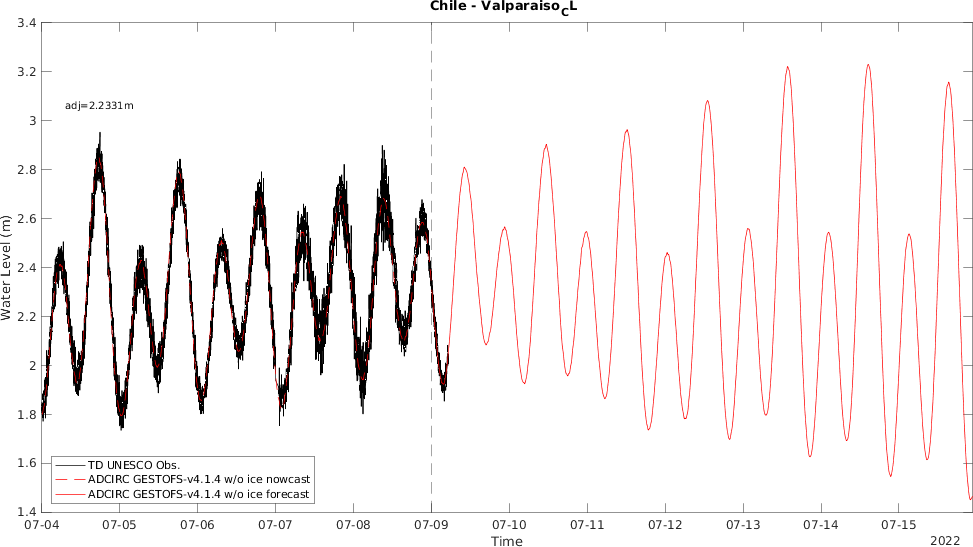 Chile - Valparaiso_CL
3.4
3.2
3
2.8
2.6
2.4
2.2
2
1.8
1.6
1.4
Water Level (m)
adj=2.2331m
TD UNESCO Obs.
ADCIRC GESTOFS-v4.1.4 w/o ice nowcast
ADCIRC GESTOFS-v4.1.4 w/o ice forecast
07-04 07-05 07-06 07-07 07-08 07-09 07-10 07-11 07-12 07-13 07-14 07-15
Time
2022